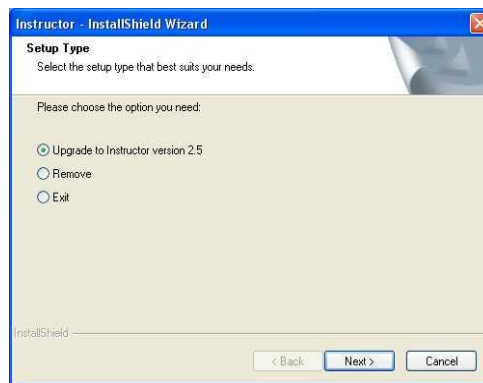 Instructor - InstallShield Wizard
Setup Type
Select the setup type that best suits your needs.
Please choose the option you need:
Upgrade to Instructor version 2.5
Remove
Exit
InstallShield
< Back
Next >
Cancel